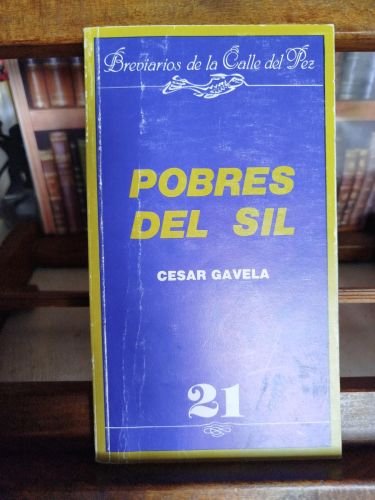 Breviarios de la Calle del Pez
POBRES
DEL SIL
CESAR GAVELA
21